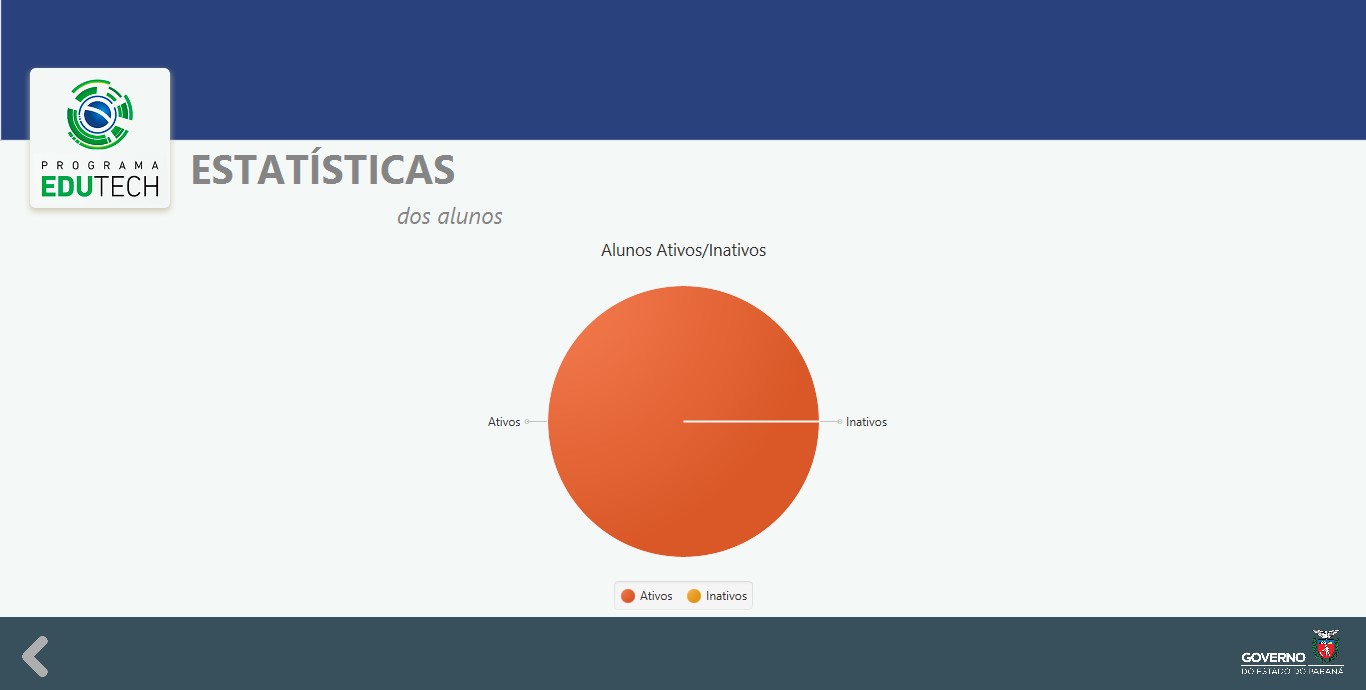 PROGRAMA
EDUTECH
ESTATÍSTICAS
dos alunos
Alunos Ativos/Inativos
Ativos
Inativos
Ativos
Inativos
GOVERNO
DO ESTADO DO PARANÁ